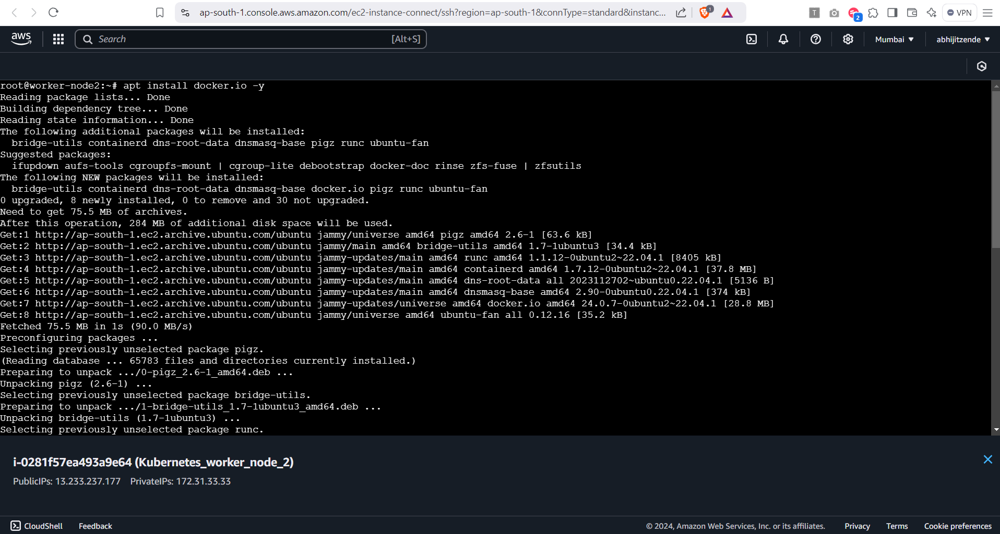 ap-south-1.console.aws.amazon.com/ec2-instance-connect/ssh?region=ap-south-1&connType=standard&instanc...
1
T
2
VPN
aws
Search
[Alt+S]
Mumbai ▼
abhijitzende ▼
root@worker-node2:~# apt install docker.io -y
Reading package lists... Done
Building dependency tree... Done
Reading state information... Done
The following additional packages will be installed:
  bridge-utils containerd dns-root-data dnsmasq-base pigz runc ubuntu-fan
Suggested packages:
  ifupdown aufs-tools cgroupfs-mount | cgroup-lite debootstrap docker-doc rinse zfs-fuse | zfsutils
The following NEW packages will be installed:
  bridge-utils containerd dns-root-data dnsmasq-base docker.io pigz runc ubuntu-fan
0 upgraded, 8 newly installed, 0 to remove and 30 not upgraded.
Need to get 75.5 MB of archives.
After this operation, 284 MB of additional disk space will be used.
Get:1 http://ap-south-1.ec2.archive.ubuntu.com/ubuntu jammy/universe amd64 pigz amd64 2.6-1 [63.6 kB]
Get:2 http://ap-south-1.ec2.archive.ubuntu.com/ubuntu jammy/main amd64 bridge-utils amd64 1.7-1ubuntu3 [34.4 kB]
Get:3 http://ap-south-1.ec2.archive.ubuntu.com/ubuntu jammy-updates/main amd64 runc amd64 1.1.12-0ubuntu2~22.04.1 [8405 kB]
Get:4 http://ap-south-1.ec2.archive.ubuntu.com/ubuntu jammy-updates/main amd64 containerd amd64 1.7.12-0ubuntu2~22.04.1 [37.8 MB]
Get:5 http://ap-south-1.ec2.archive.ubuntu.com/ubuntu jammy-updates/main amd64 dns-root-data all 2023112702~ubuntu0.22.04.1 [5136 B]
Get:6 http://ap-south-1.ec2.archive.ubuntu.com/ubuntu jammy-updates/main amd64 dnsmasq-base amd64 2.90-0ubuntu0.22.04.1 [374 kB]
Get:7 http://ap-south-1.ec2.archive.ubuntu.com/ubuntu jammy-updates/universe amd64 docker.io amd64 24.0.7-0ubuntu2~22.04.1 [28.8 MB]
Get:8 http://ap-south-1.ec2.archive.ubuntu.com/ubuntu jammy/universe amd64 ubuntu-fan all 0.12.16 [35.2 kB]
Fetched 75.5 MB in 1s (90.0 MB/s)
Preconfiguring packages ...
Selecting previously unselected package pigz.
(Reading database ... 65783 files and directories currently installed.)
Preparing to unpack .../0-pigz_2.6-1_amd64.deb ...
Unpacking pigz (2.6-1) ...
Selecting previously unselected package bridge-utils.
Preparing to unpack .../1-bridge-utils_1.7-1ubuntu3_amd64.deb ...
Unpacking bridge-utils (1.7-1ubuntu3) ...
Selecting previously unselected package runc.
i-0281f57ea493a9e64 (Kubernetes_worker_node_2)
PublicIPs: 13.233.237.177 PrivateIPs: 172.31.33.33
CloudShell
Feedback
© 2024, Amazon Web Services, Inc. or its affiliates.
Privacy
Terms
Cookie preferences